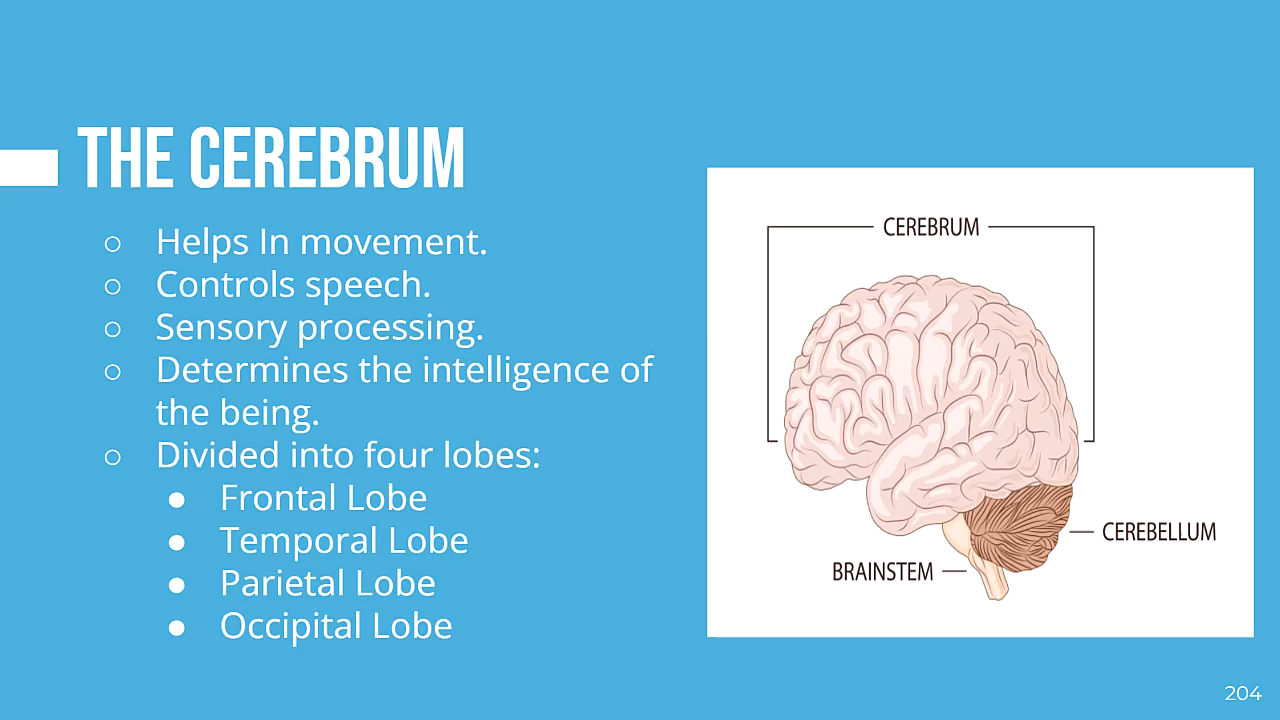 THE CEREBRUM
○ Helps In movement.
○ Controls speech.
○ Sensory processing.
○ Determines the intelligence of
the being.
○ Divided into four lobes:
● Frontal Lobe
● Temporal Lobe
● Parietal Lobe
● Occipital Lobe
CEREBRUM
CEREBELLUM
BRAINSTEM
204